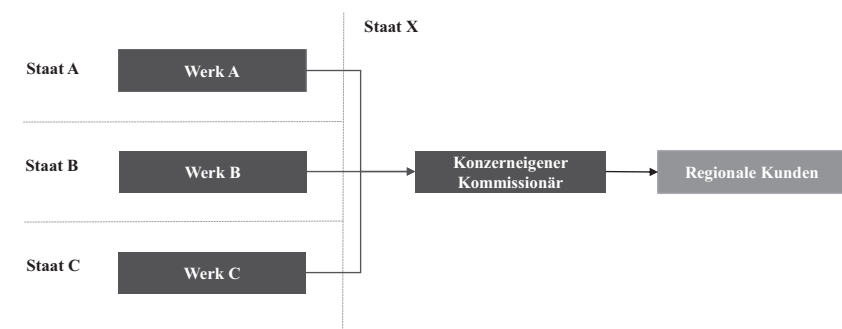 Staat X
Staat A
Werk A
Staat B
Werk B
Konzerneigener
Kommissionär
Regionale Kunden
Staat C
Werk C